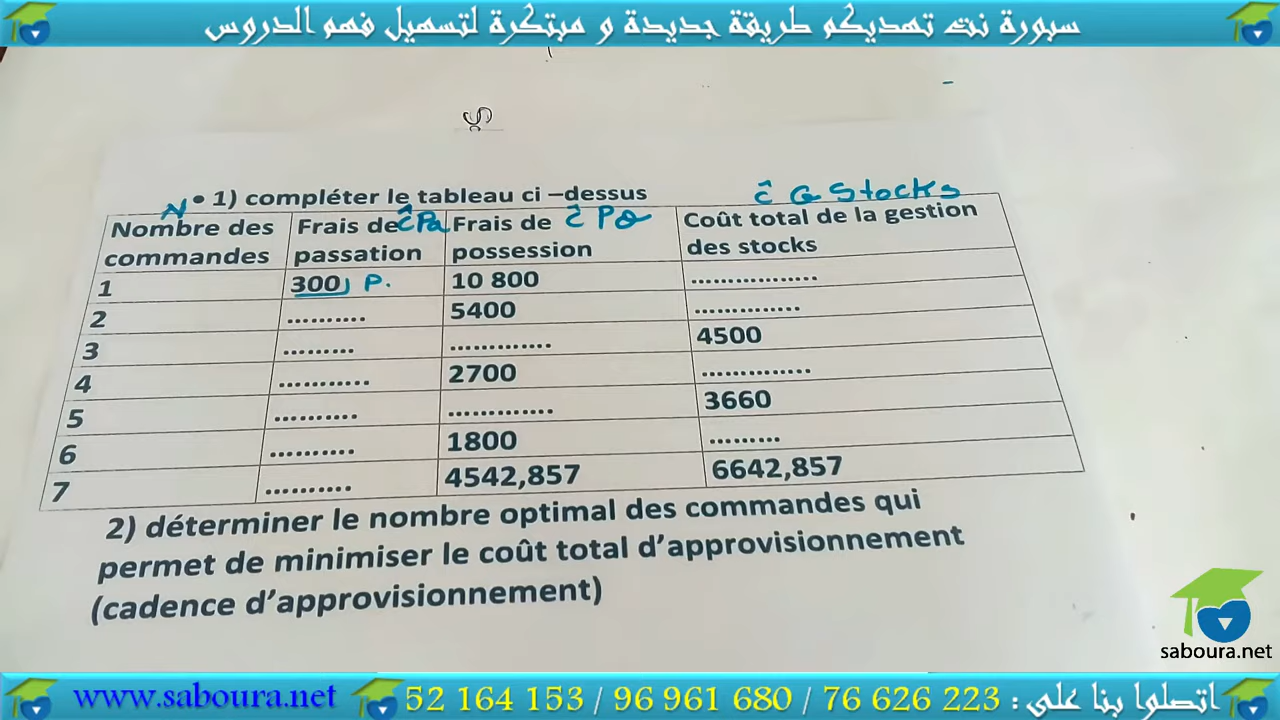 سبورة نت تهديكم طريقة جديدة و مبتكرة لتسهيل فهم الدروس
• 1) compléter le tableau ci –dessus
N
ĉ G Stocks
Nombre des commandes Frais de passation ĉPa Frais de possession ĉ Po Coût total de la gestion des stocks
1 300 P. 10 800 .................
2 .......... 5400 ..............
3 ......... ............. 4500
4 ........... 2700 ..............
5 .......... ............. 3660
6 .......... 1800 .........
7 .......... 4542,857 6642,857
2) déterminer le nombre optimal des commandes qui
permet de minimiser le coût total d’approvisionnement
(cadence d’approvisionnement)
saboura.net
www.saboura.net 52 164 153 / 96 961 680 / 76 626 223 : اتصلوا بنا على